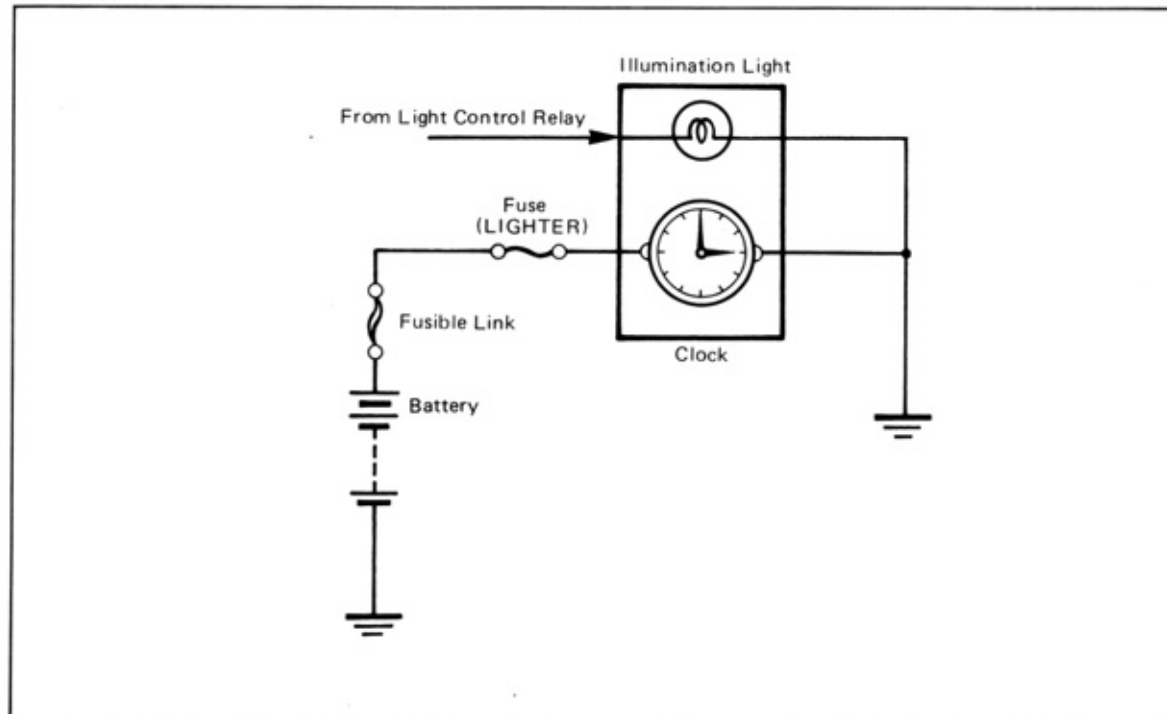 Illumination Light
From Light Control Relay
Fuse
(LIGHTER)
Fusible Link
Clock
Battery